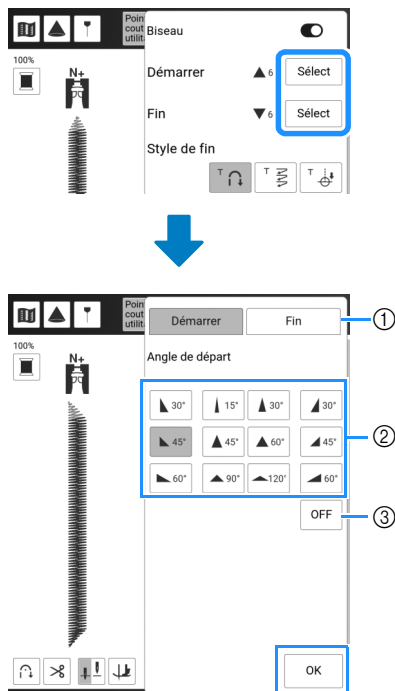 Poin
cout
utilit
Biseau
100%
N+
Démarrer
6
Sélect
Fin
6
Sélect
Style de fin
T
T
T
Poin
cout
utilit
Démarrer
Fin
①
100%
N+
Angle de départ
30°
15°
30°
30°
45°
45°
60°
45°
②
60°
90°
120°
60°
OFF
③
OK